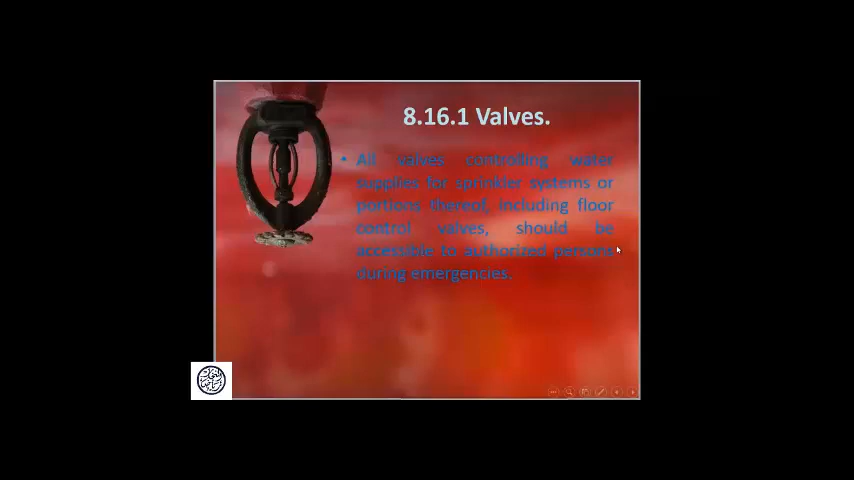 8.16.1 Valves.
• All valves controlling water
supplies for sprinkler systems or
portions thereof, including floor
control valves, should be
accessible to authorized persons
during emergencies.